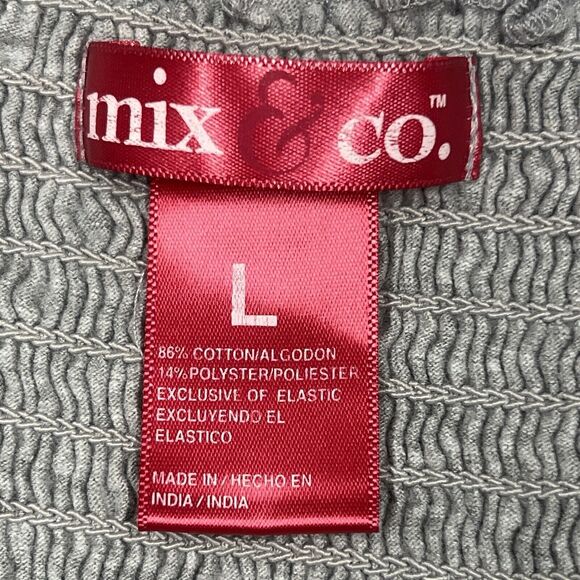 mix & co.™
L
86% COTTON/ALGODON
14% POLYSTER/POLIESTER
EXCLUSIVE OF ELASTIC
EXCLUYENDO EL
ELASTICO
MADE IN/HECHO EN
INDIA/INDIA